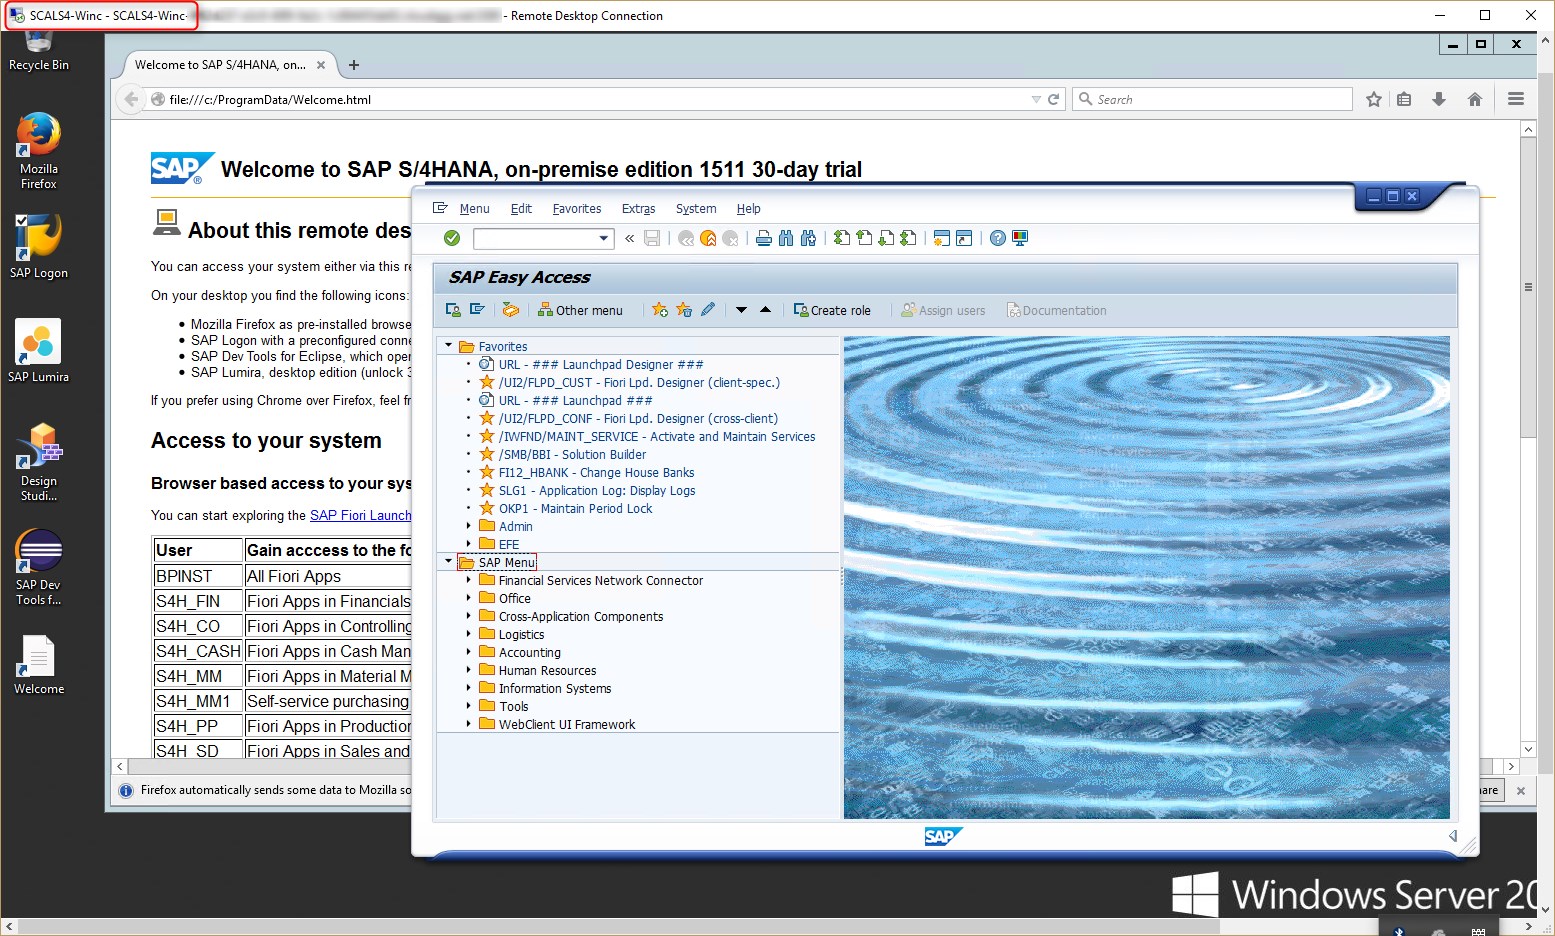 SCALS4-Winc - SCALS4-Winc-
- Remote Desktop Connection
Recycle Bin
Mozilla
Firefox
SAP Logon
SAP Lumira
Design
Studi...
SAP Dev
Tools f...
Welcome
Welcome to SAP S/4HANA, on...
file:///c:/ProgramData/Welcome.html
Search
SAP
Welcome to SAP S/4HANA, on-premise edition 1511 30-day trial
About this remote des
You can access your system either via this re
On your desktop you find the following icons:
• Mozilla Firefox as pre-installed browse
• SAP Logon with a preconfigured conne
• SAP Dev Tools for Eclipse, which oper
• SAP Lumira, desktop edition (unlock 3
If you prefer using Chrome over Firefox, feel fr
Access to your system
Browser based access to your sys
You can start exploring the SAP Fiori Launch
User Gain acccess to the fo
BPINST All Fiori Apps
S4H_FIN Fiori Apps in Financials
S4H_CO Fiori Apps in Controlling
S4H_CASH Fiori Apps in Cash Man
S4H_MM Fiori Apps in Material M
S4H_MM1 Self-service purchasing
S4H_PP Fiori Apps in Production
S4H_SD Fiori Apps in Sales and
Firefox automatically sends some data to Mozilla so
hare
Menu Edit Favorites Extras System Help
SAP Easy Access
Other menu Create role Assign users Documentation
Favorites
URL - ### Launchpad Designer ###
/UI2/FLPD_CUST - Fiori Lpd. Designer (client-spec.)
URL - ### Launchpad ###
/UI2/FLPD_CONF - Fiori Lpd. Designer (cross-client)
/IWFND/MAINT_SERVICE - Activate and Maintain Services
/SMB/BBI - Solution Builder
FI12_HBANK - Change House Banks
SLG1 - Application Log: Display Logs
OKP1 - Maintain Period Lock
Admin
EFE
SAP Menu
Financial Services Network Connector
Office
Cross-Application Components
Logistics
Accounting
Human Resources
Information Systems
Tools
WebClient UI Framework
SAP
Windows Server 20